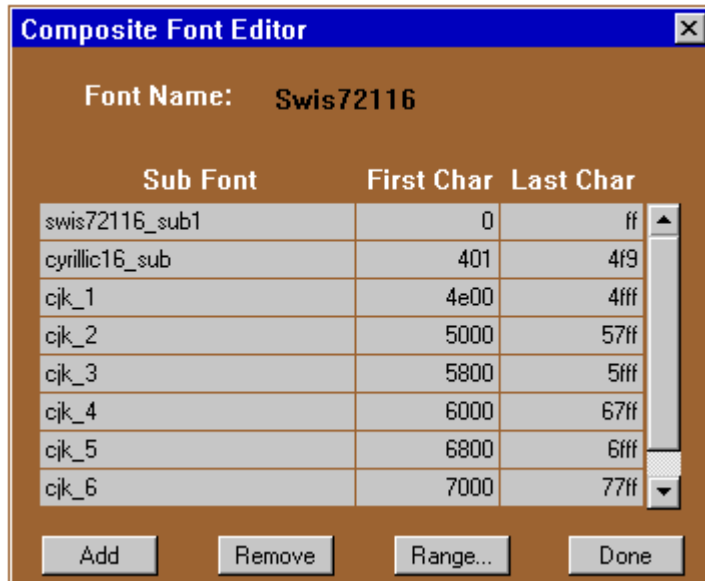 Composite Font Editor
Font Name: Swis72116
Sub Font First Char Last Char
swis72116_sub1 0 ff
cyrillic16_sub 401 4f9
cjk_1 4e00 4fff
cjk_2 5000 57ff
cjk_3 5800 5fff
cjk_4 6000 67ff
cjk_5 6800 6fff
cjk_6 7000 77ff
Add Remove Range... Done